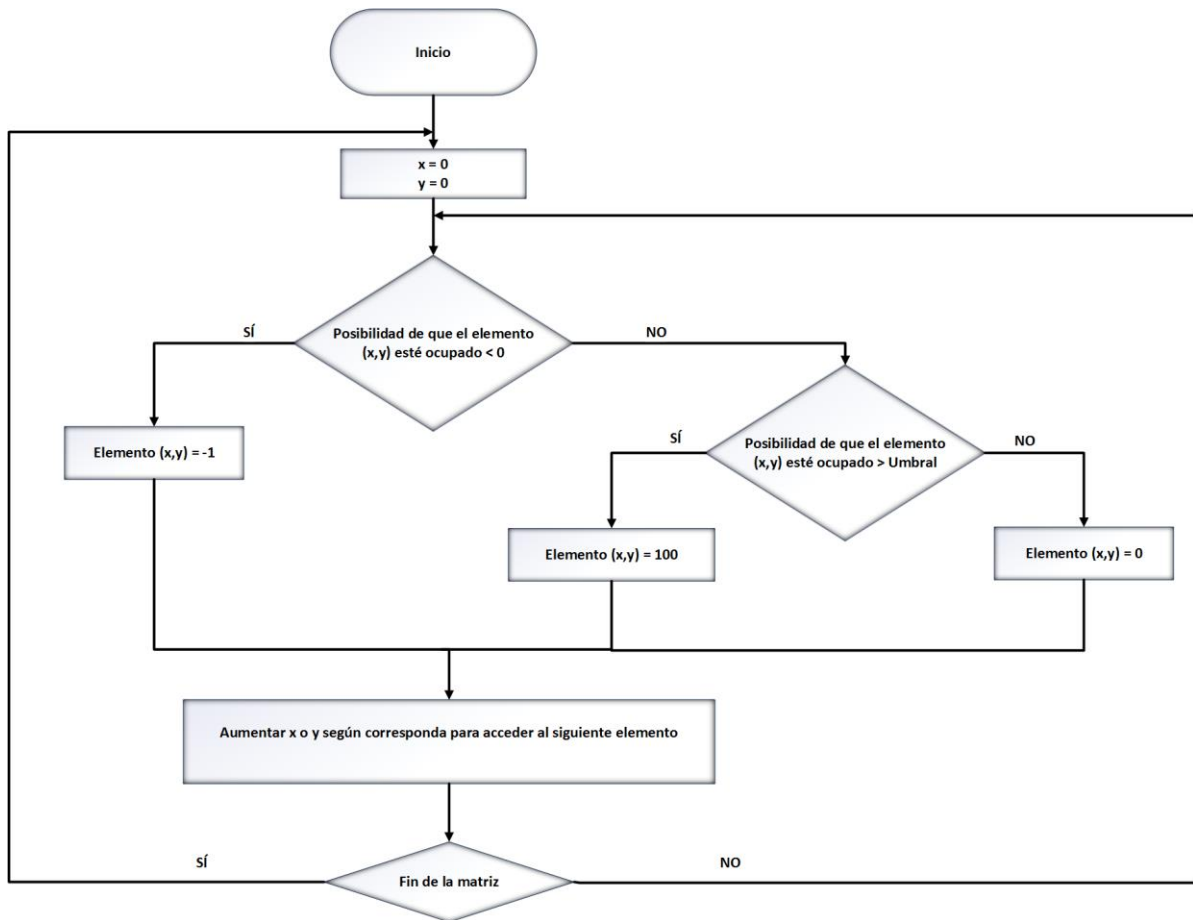 Inicio
x = 0
y = 0
SÍ
Posibilidad de que el elemento
(x,y) esté ocupado < 0
NO
Elemento (x,y) = -1
SÍ
Posibilidad de que el elemento
(x,y) esté ocupado > Umbral
NO
Elemento (x,y) = 100
Elemento (x,y) = 0
Aumentar x o y según corresponda para acceder al siguiente elemento
SÍ
Fin de la matriz
NO